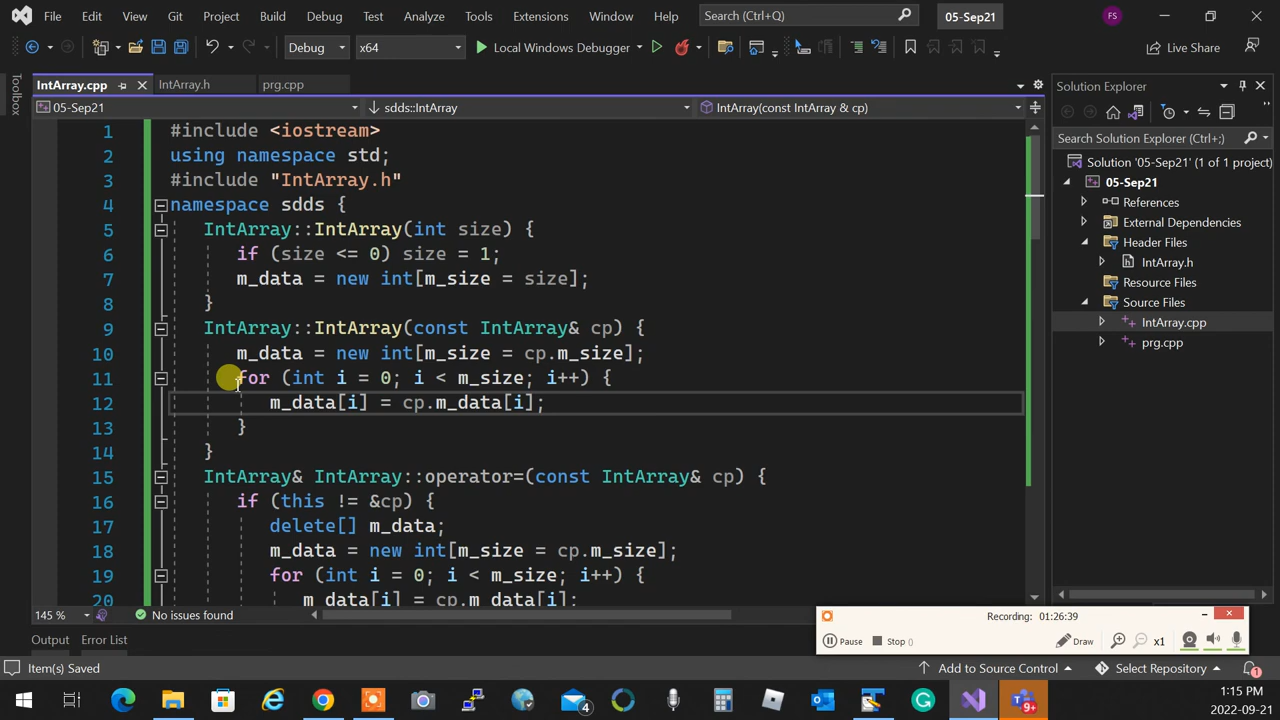 File Edit View Git Project Build Debug Test Analyze Tools Extensions Window Help Search (Ctrl+Q) 05-Sep21 FS
Debug x64 Local Windows Debugger Live Share
Toolbox
IntArray.cpp IntArray.h prg.cpp
05-Sep21 sdds::IntArray IntArray(const IntArray & cp)
1 #include <iostream>
2 using namespace std;
3 #include "IntArray.h"
4 namespace sdds {
5 IntArray::IntArray(int size) {
6 if (size <= 0) size = 1;
7 m_data = new int[m_size = size];
8 }
9 IntArray::IntArray(const IntArray& cp) {
10 m_data = new int[m_size = cp.m_size];
11 for (int i = 0; i < m_size; i++) {
12 m_data[i] = cp.m_data[i];
13 }
14 }
15 IntArray& IntArray::operator=(const IntArray& cp) {
16 if (this != &cp) {
17 delete[] m_data;
18 m_data = new int[m_size = cp.m_size];
19 for (int i = 0; i < m_size; i++) {
20 m_data[i] = cp.m_data[i];
145 % No issues found
Output Error List
Item(s) Saved Add to Source Control Select Repository 1
Solution Explorer
Search Solution Explorer (Ctrl+;)
Solution '05-Sep21' (1 of 1 project)
05-Sep21
References
External Dependencies
Header Files
IntArray.h
Resource Files
Source Files
IntArray.cpp
prg.cpp
Recording: 01:26:39
Pause Stop Draw x1
4 9+
1:15 PM
2022-09-21